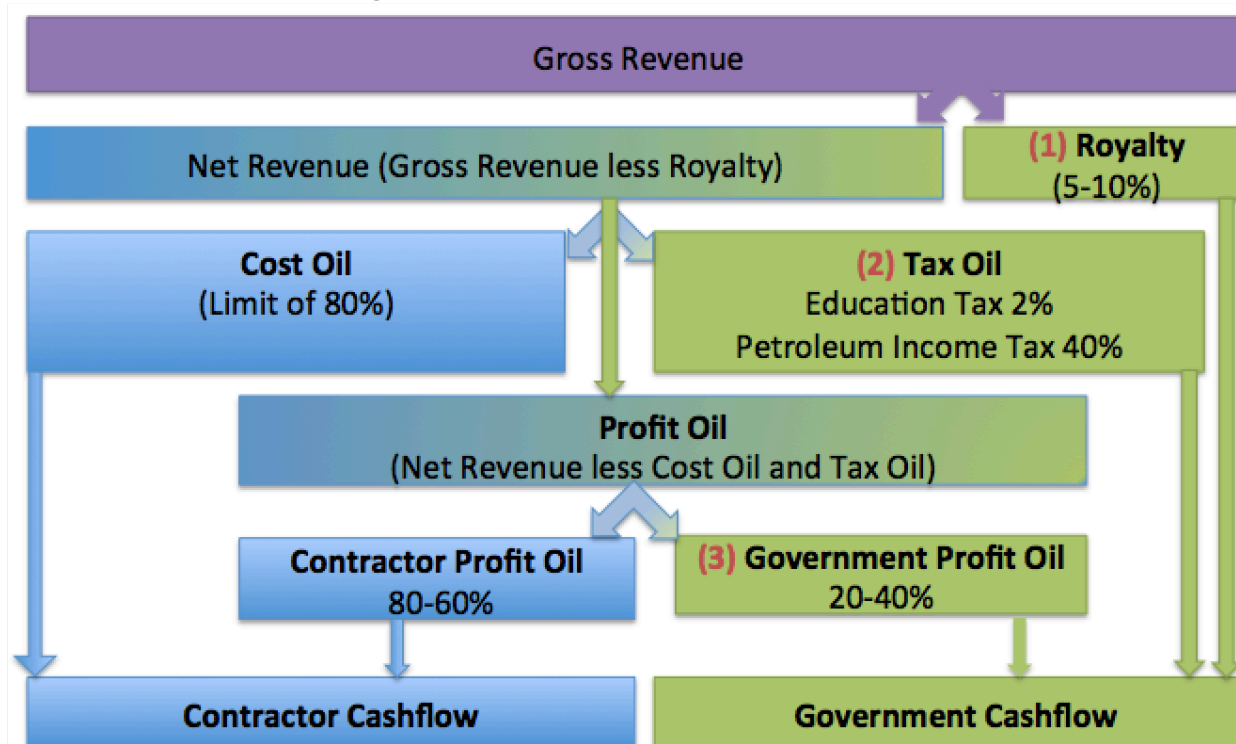 Gross Revenue
Net Revenue (Gross Revenue less Royalty)
(1) Royalty
(5-10%)
Cost Oil
(Limit of 80%)
(2) Tax Oil
Education Tax 2%
Petroleum Income Tax 40%
Profit Oil
(Net Revenue less Cost Oil and Tax Oil)
Contractor Profit Oil
80-60%
(3) Government Profit Oil
20-40%
Contractor Cashflow
Government Cashflow